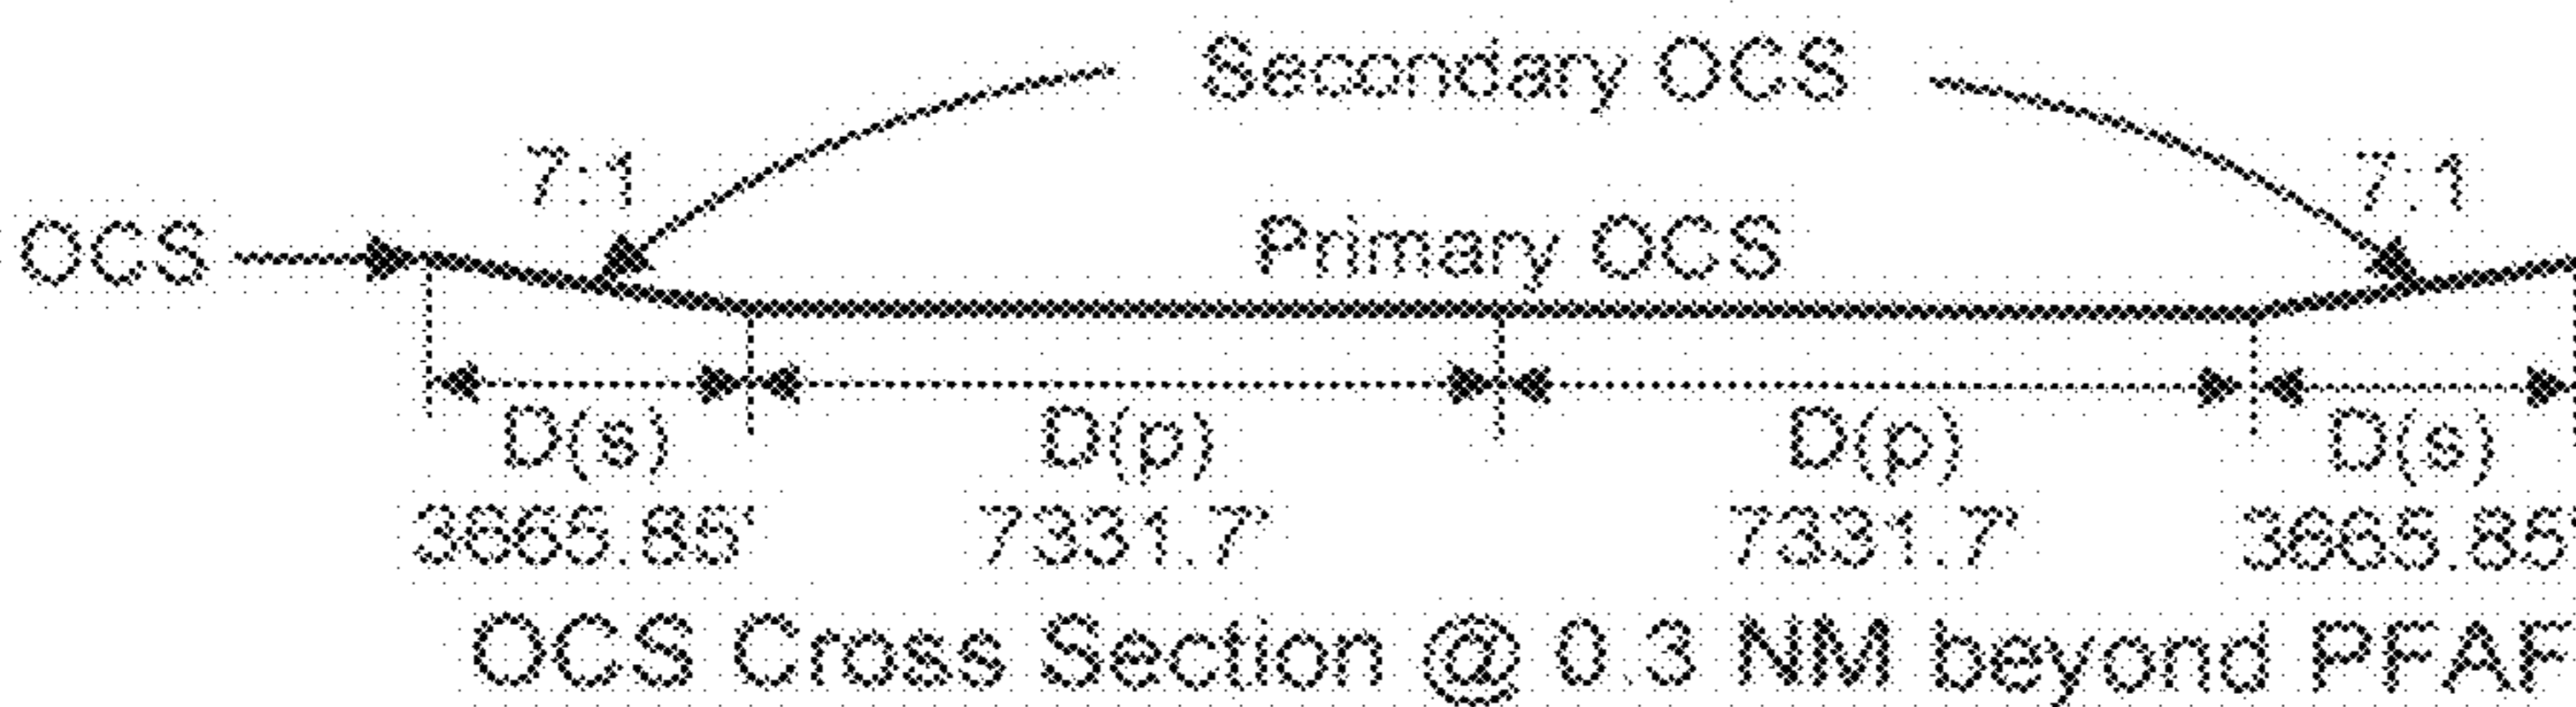 Secondary OCS
7:1
7:1
OCS
Primary OCS
D(s) D(p) D(p) D(s)
3665.85' 7331.7' 7331.7' 3665.85
OCS Cross Section @ 0.3 NM beyond PFAF